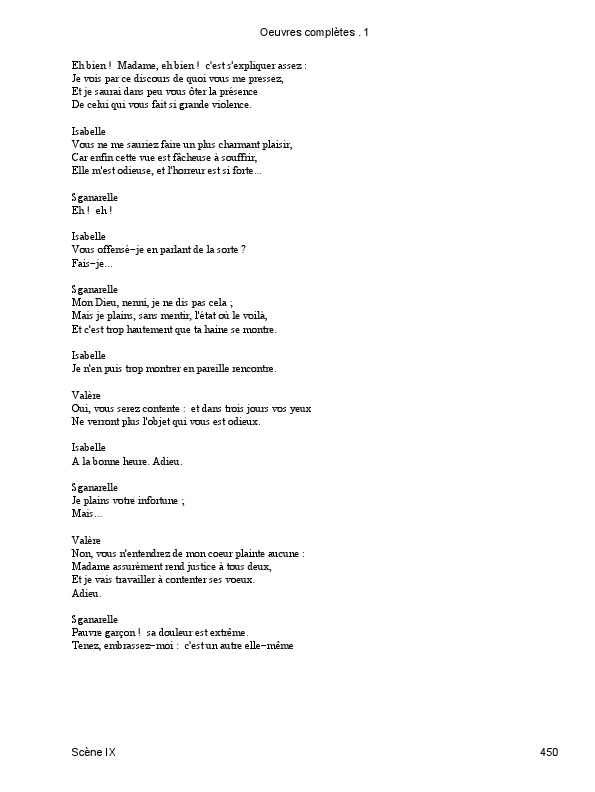 Oeuvres complètes . 1
Eh bien ! Madame, eh bien ! c'est s'expliquer assez :
Je vois par ce discours de quoi vous me pressez,
Et je saurai dans peu vous ôter la présence
De celui qui vous fait si grande violence.
Isabelle
Vous ne me sauriez faire un plus charmant plaisir,
Car enfin cette vue est fâcheuse à souffrir,
Elle m'est odieuse, et l'horreur est si forte...
Sganarelle
Eh ! eh !
Isabelle
Vous offensé−je en parlant de la sorte ?
Fais−je...
Sganarelle
Mon Dieu, nenni, je ne dis pas cela ;
Mais je plains, sans mentir, l'état où le voilà,
Et c'est trop hautement que ta haine se montre.
Isabelle
Je n'en puis trop montrer en pareille rencontre.
Valère
Oui, vous serez contente : et dans trois jours vos yeux
Ne verront plus l'objet qui vous est odieux.
Isabelle
A la bonne heure. Adieu.
Sganarelle
Je plains votre infortune ;
Mais...
Valère
Non, vous n'entendrez de mon coeur plainte aucune :
Madame assurément rend justice à tous deux,
Et je vais travailler à contenter ses voeux.
Adieu.
Sganarelle
Pauvre garçon ! sa douleur est extrême.
Tenez, embrassez−moi : c'est un autre elle−même
Scène IX 450